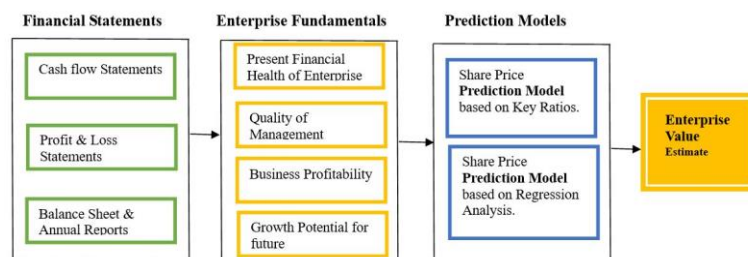 Financial Statements
Cash flow Statements
Profit & Loss
Statements
Balance Sheet &
Annual Reports
Enterprise Fundamentals
Present Financial
Health of Enterprise
Quality of
Management
Business Profitability
Growth Potential for
future
Prediction Models
Share Price
Prediction Model
based on Key Ratios.
Share Price
Prediction Model
based on Regression
Analysis.
Enterprise
Value
Estimate